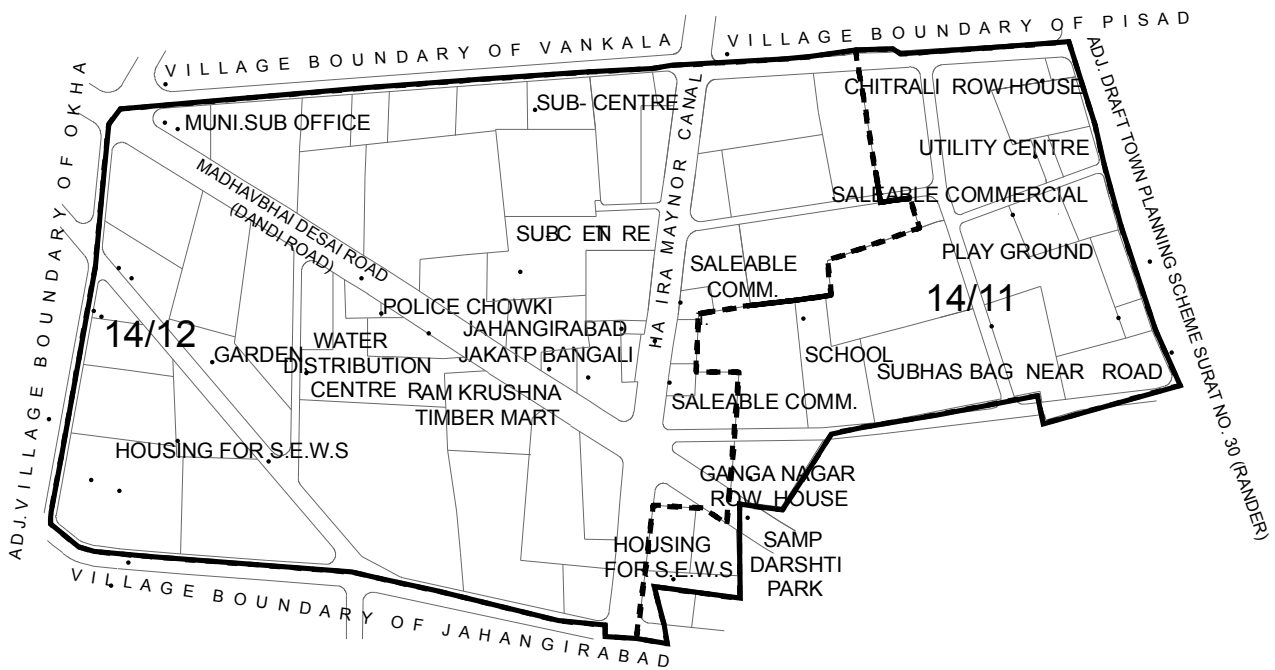 VILLAGE BOUNDARY OF VANKALA
VILLAGE BOUNDARY OF PISAD
ADJ. VILLAGE BOUNDARY OF OKHA
ADJ. DRAFT TOWN PLANNING SCHEME SURAT NO. 30 (RANDER)
CHITRALI ROW HOUSE
SUB- CENTRE
MUNI.SUB OFFICE
UTILITY CENTRE
MADHAVBHAI DESAI ROAD
(DANDI ROAD)
HA IRA MAYNOR CANAL
SALEABLE COMMERCIAL
PLAY GROUND
SALEABLE
COMM.
14/11
POLICE CHOWKI
14/12
GARDEN
WATER
DISTRIBUTION
CENTRE
JAHANGIRABAD
JAKATP BANGALI
SCHOOL
SUBHAS BAG NEAR ROAD
RAM KRUSHNA
TIMBER MART
SALEABLE COMM.
HOUSING FOR S.E.W.S
GANGA NAGAR
ROW HOUSE
HOUSING
FOR S.E.W.S
SAMP
DARSHTI
PARK
VILLAGE BOUNDARY OF JAHANGIRABAD